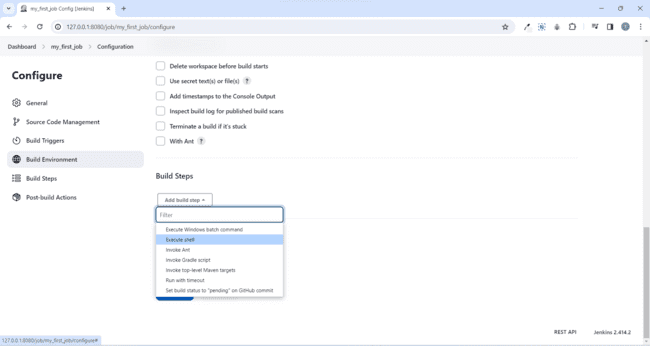 my_first_job Config [Jenkins]
127.0.0.1:8080/job/my_first_job/configure
Dashboard > my_first_job > Configuration
Configure
General
Source Code Management
Build Triggers
Build Environment
Build Steps
Post-build Actions
Delete workspace before build starts
Use secret text(s) or file(s) ?
Add timestamps to the Console Output
Inspect build log for published build scans
Terminate a build if it's stuck
With Ant ?
Build Steps
Add build step
Filter
Execute Windows batch command
Execute shell
Invoke Ant
Invoke Gradle script
Invoke top-level Maven targets
Run with timeout
Set build status to "pending" on GitHub commit
REST API
Jenkins 2.414.2
127.0.0.1:8080/job/my_first_job/configure#